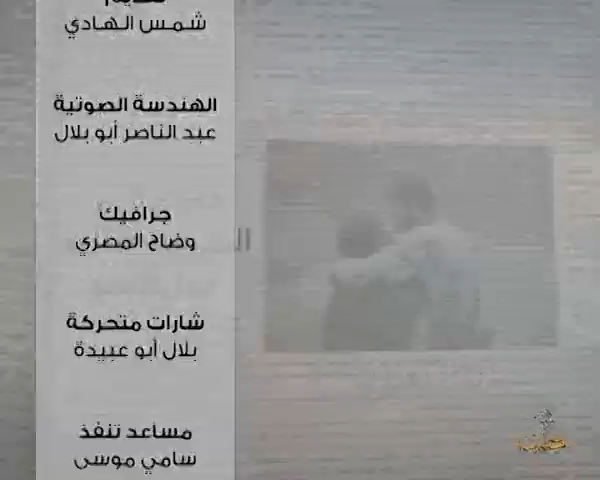 تقديم
شمس الهادي
الهندسة الصوتية
عبد الناصر أبو بلال
جرافيك
وضاح المصري
شارات متحركة
بلال أبو عبيدة
مساعد تنفذ
سامي موسى